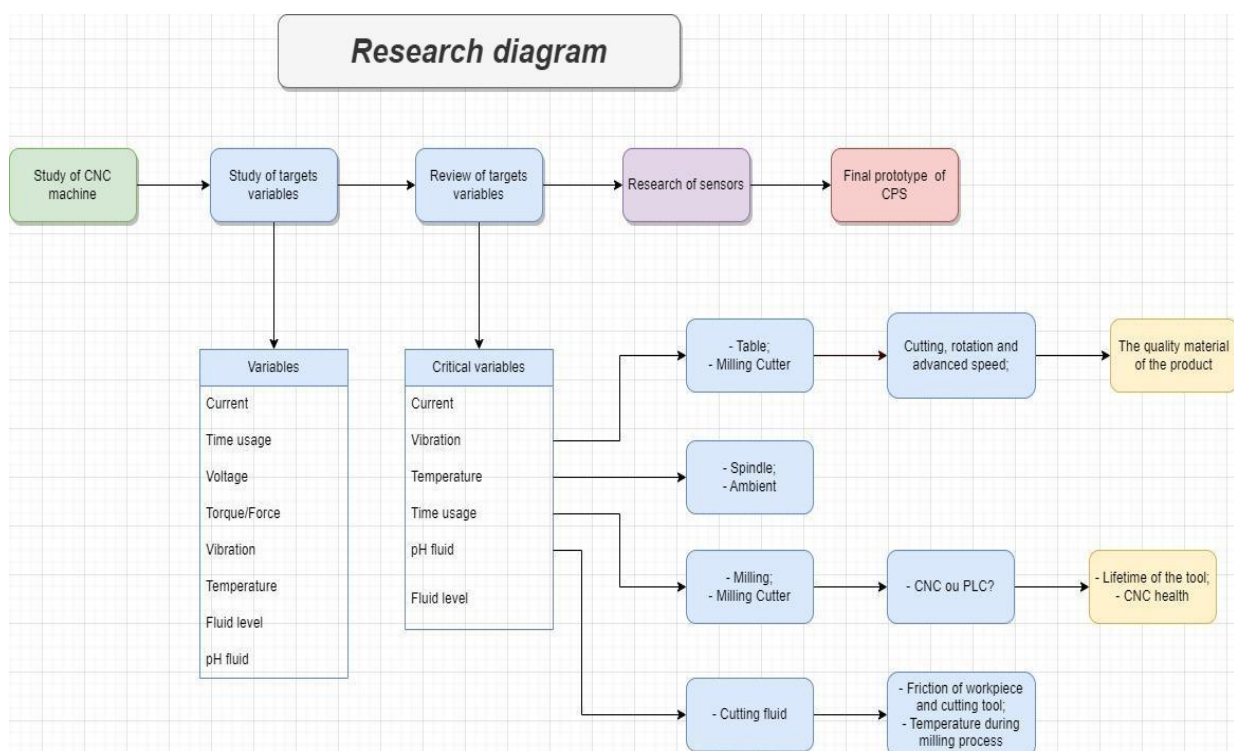 Research diagram
Study of CNC
machine
Study of targets
variables
Review of targets
variables
Research of sensors
Final prototype of
CPS
Variables
Current
Time usage
Voltage
Torque/Force
Vibration
Temperature
Fluid level
pH fluid
Critical variables
Current
Vibration
Temperature
Time usage
pH fluid
Fluid level
- Table;
- Milling Cutter
Cutting, rotation and
advanced speed;
The quality material
of the product
- Spindle;
- Ambient
- Milling;
- Milling Cutter
- CNC ou PLC?
- Lifetime of the tool;
- CNC health
- Cutting fluid
- Friction of workpiece
and cutting tool;
- Temperature during
milling process